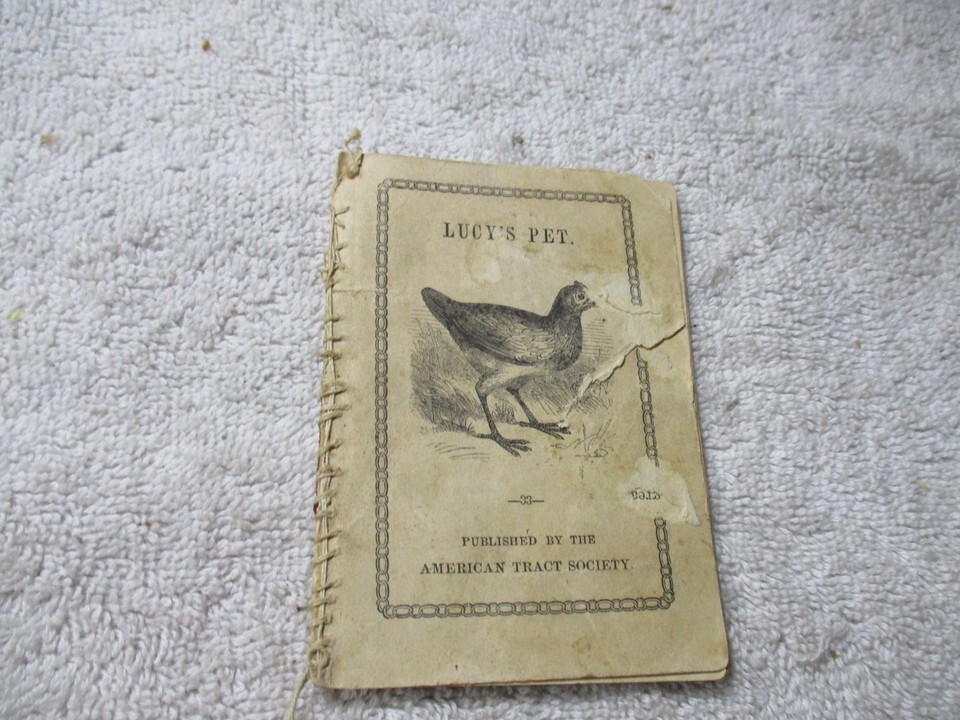 LUCY'S PET.
—33—
PUBLISHED BY THE
AMERICAN TRACT SOCIETY.